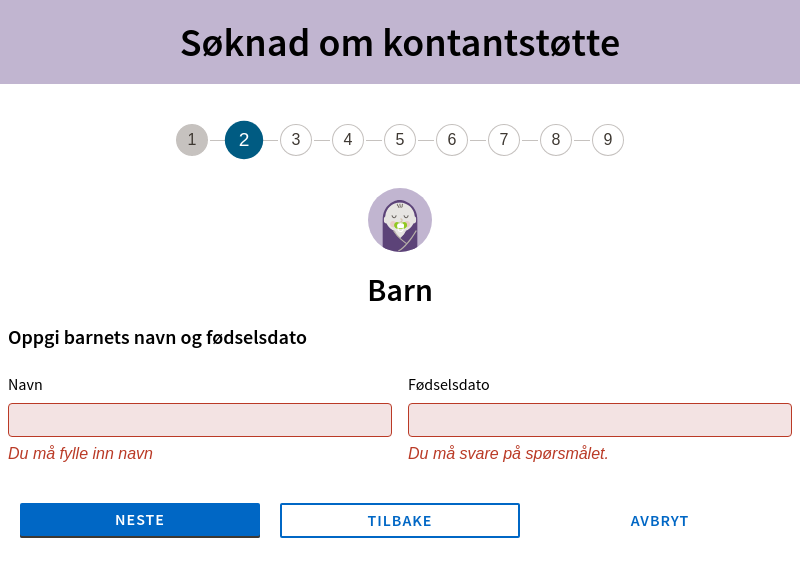 Søknad om kontantstøtte
1 2 3 4 5 6 7 8 9
Barn
Oppgi barnets navn og fødselsdato
Navn Fødselsdato
Du må fylle inn navn Du må svare på spørsmålet.
NESTE TILBAKE AVBRYT